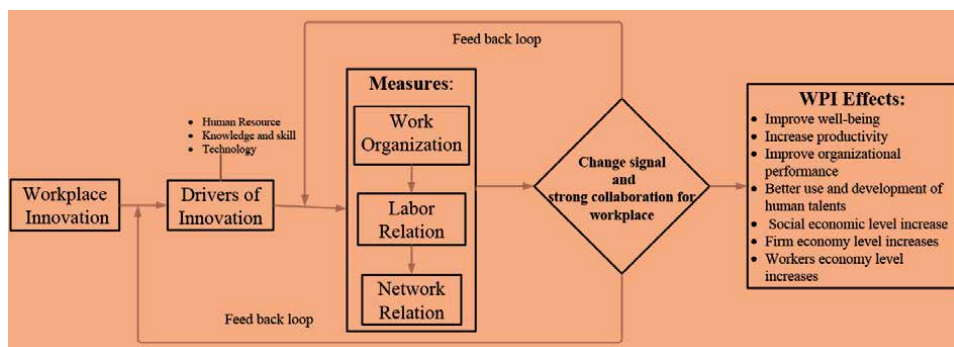 Feed back loop
Workplace
Innovation
• Human Resource
• Knowledge and skill
• Technology
Drivers of
Innovation
Measures:
Work
Organization
Labor
Relation
Network
Relation
Change signal
and
strong collaboration for
workplace
WPI Effects:
• Improve well-being
• Increase productivity
• Improve organizational
performance
• Better use and development of
human talents
• Social economic level increase
• Firm economy level increases
• Workers economy level
increases
Feed back loop